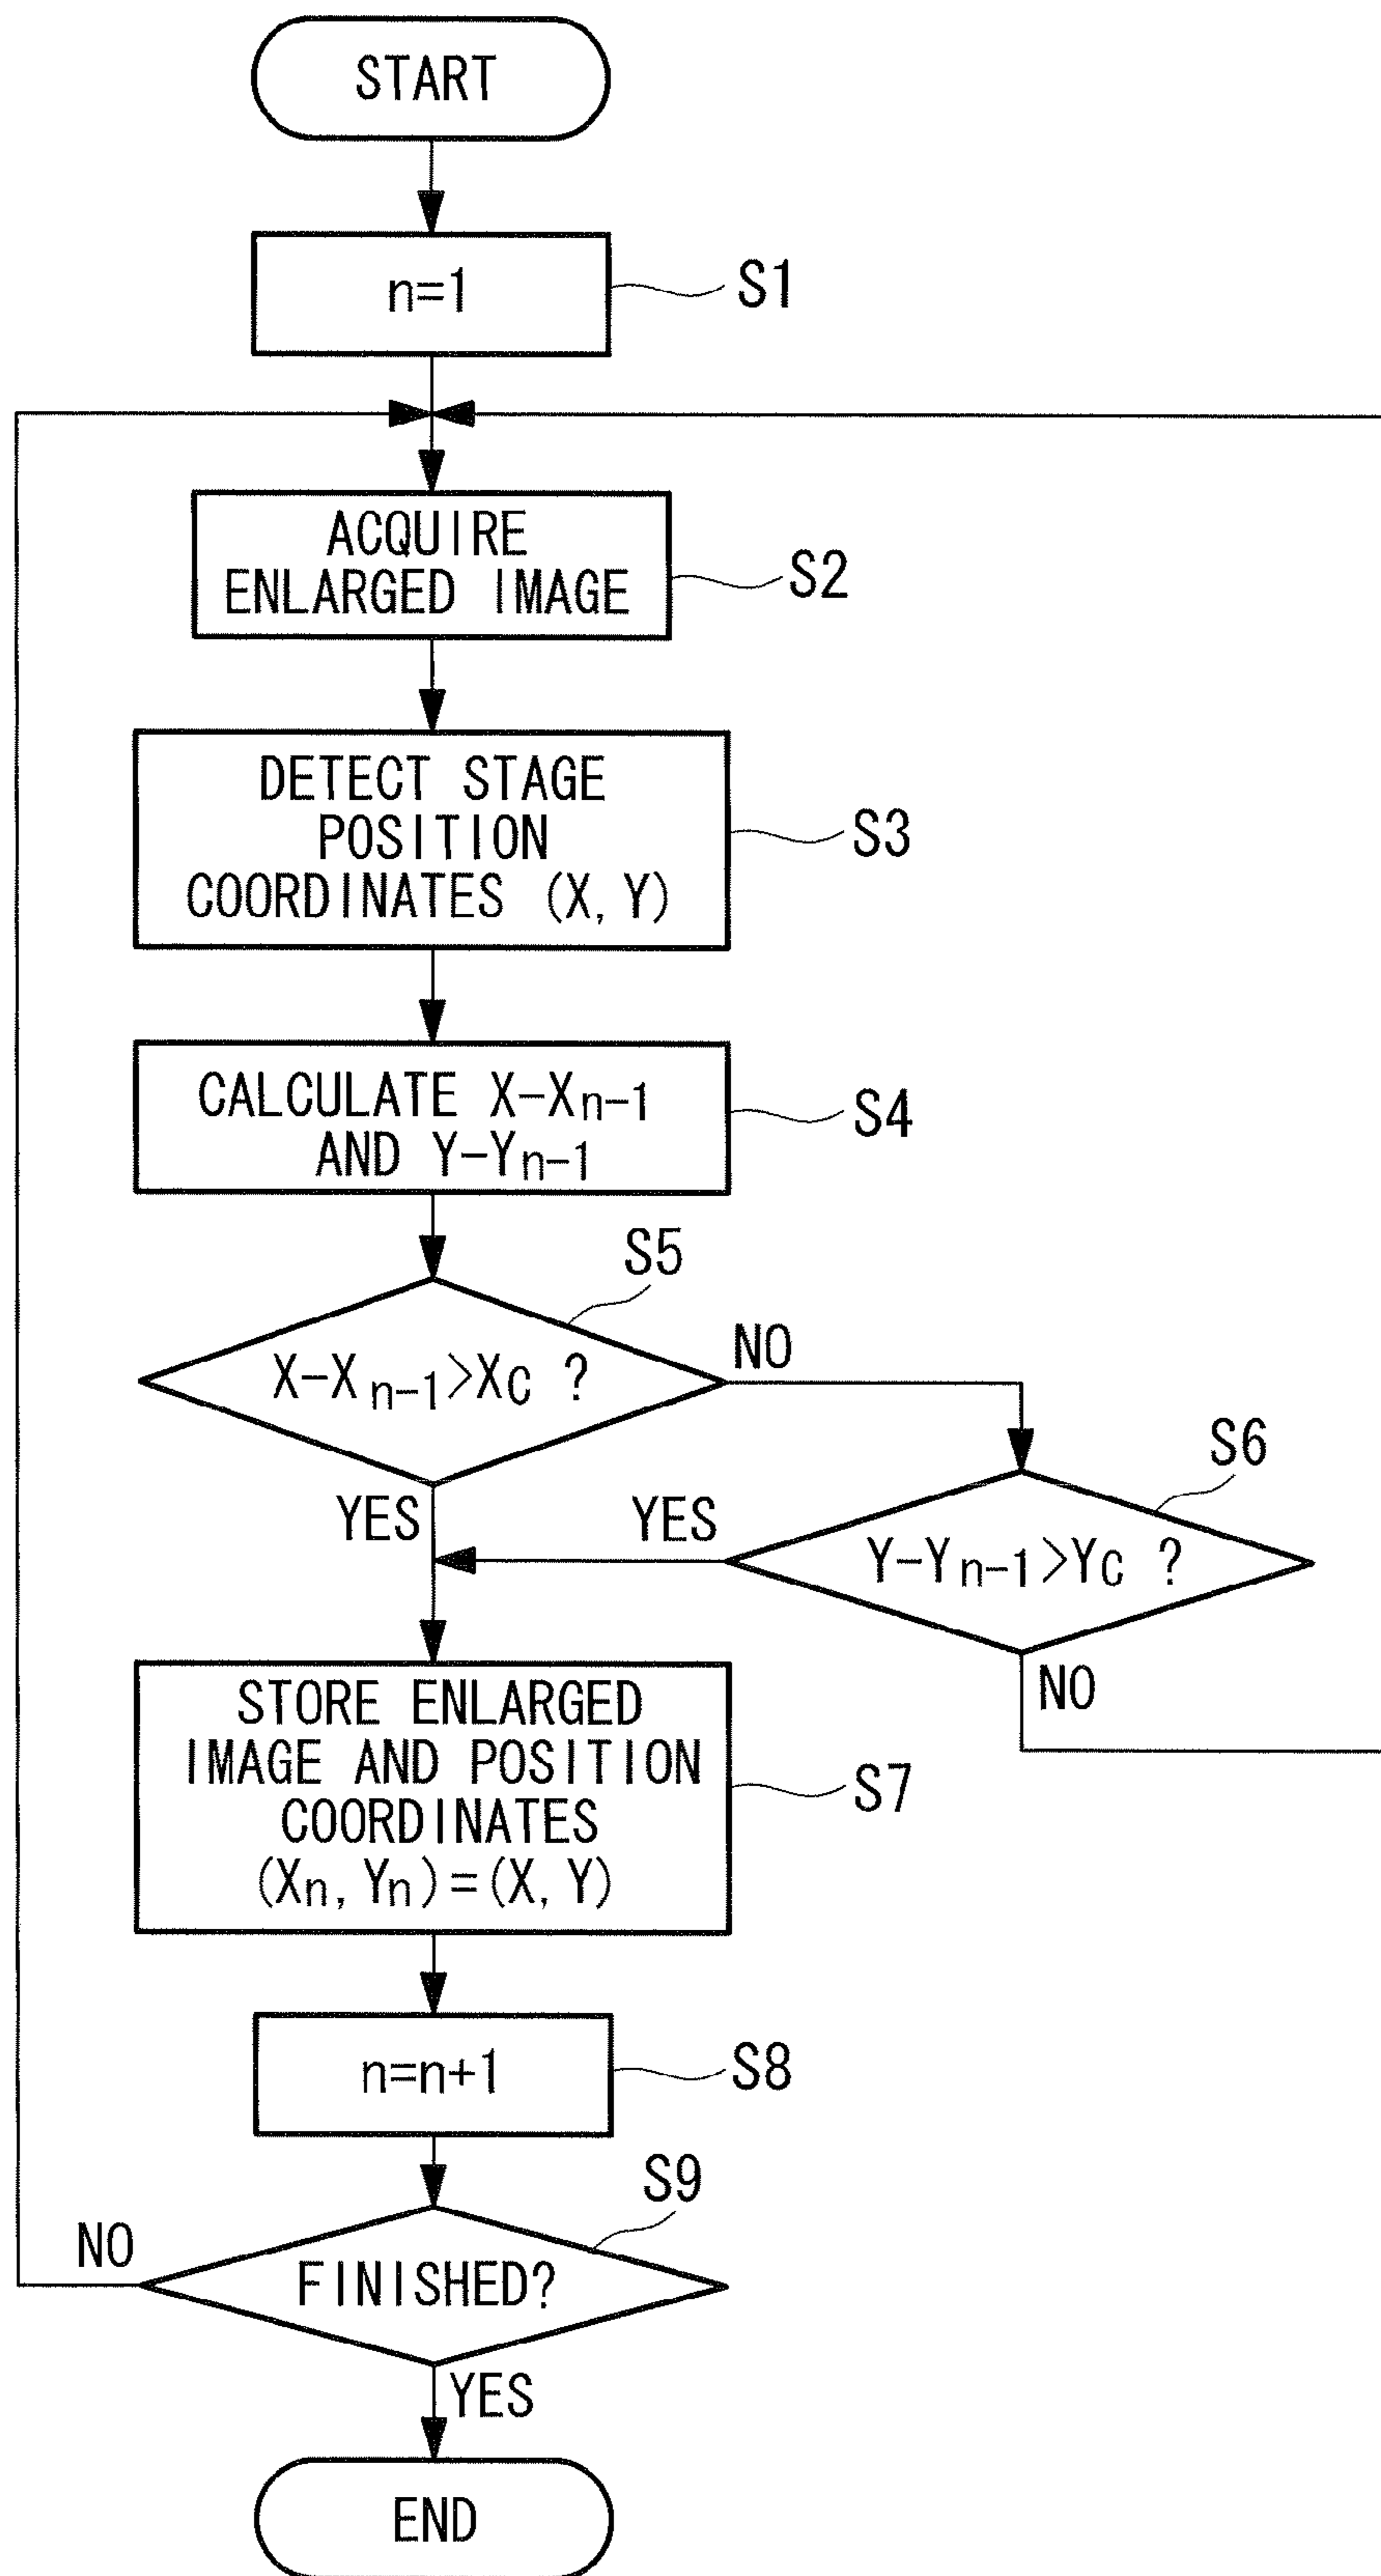 START
n=1
S1
ACQUIRE
ENLARGED IMAGE
S2
DETECT STAGE
POSITION
COORDINATES (X, Y)
S3
CALCULATE X-Xn-1
AND Y-Yn-1
S4
S5
X-Xn-1>XC ?
NO
YES
S6
Y-Yn-1>YC ?
YES
NO
STORE ENLARGED
IMAGE AND POSITION
COORDINATES
(Xn, Yn)=(X, Y)
S7
n=n+1
S8
S9
FINISHED?
NO
YES
END